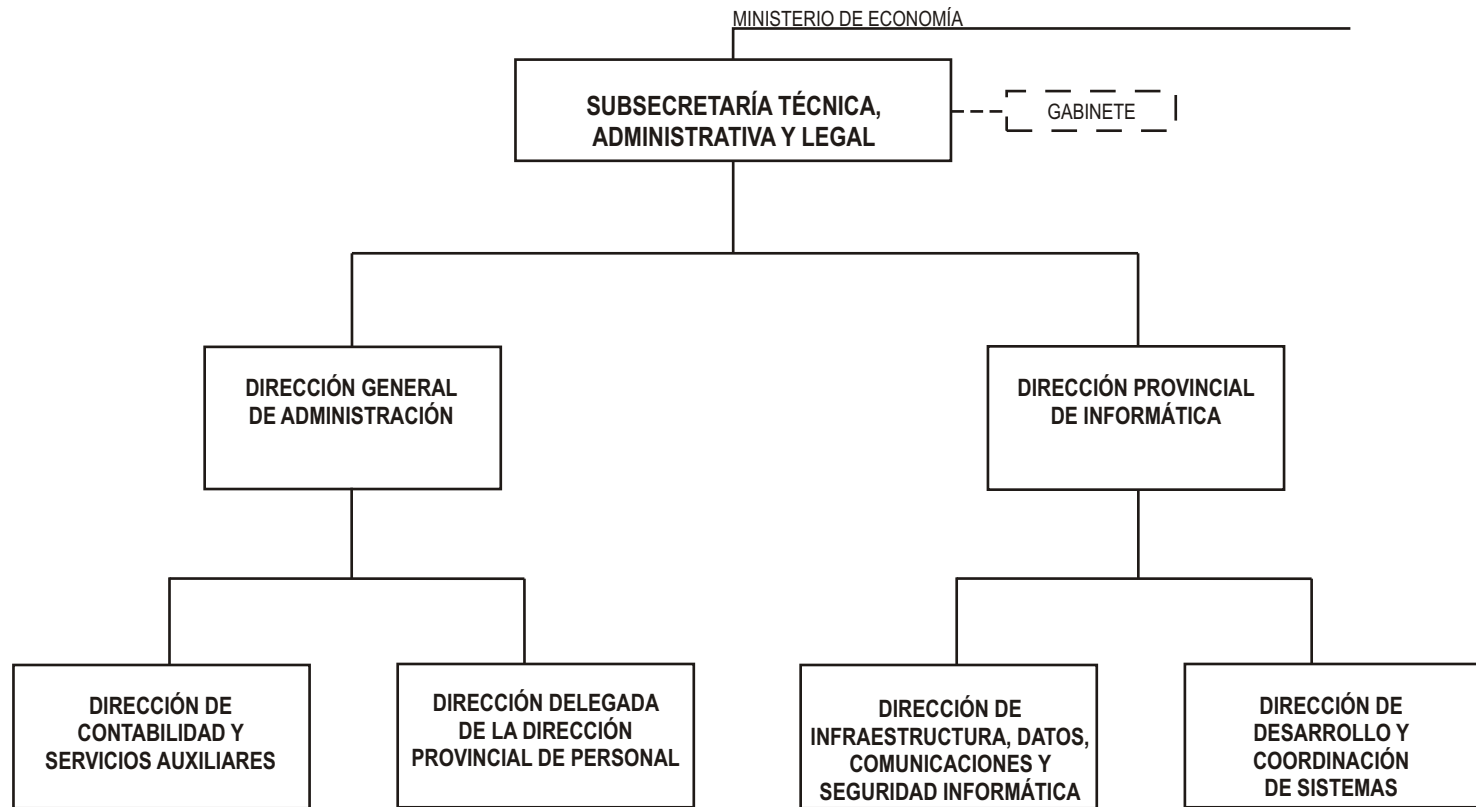 MINISTERIO DE ECONOMÍA
SUBSECRETARÍA TÉCNICA,
ADMINISTRATIVA Y LEGAL
GABINETE
DIRECCIÓN GENERAL
DE ADMINISTRACIÓN
DIRECCIÓN PROVINCIAL
DE INFORMÁTICA
DIRECCIÓN DE
CONTABILIDAD Y
SERVICIOS AUXILIARES
DIRECCIÓN DELEGADA
DE LA DIRECCIÓN
PROVINCIAL DE PERSONAL
DIRECCIÓN DE
INFRAESTRUCTURA, DATOS,
COMUNICACIONES Y
SEGURIDAD INFORMÁTICA
DIRECCIÓN DE
DESARROLLO Y
COORDINACIÓN
DE SISTEMAS